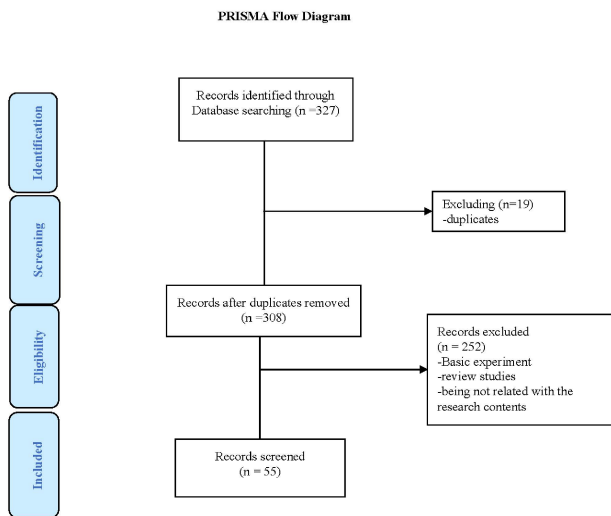 PRISMA Flow Diagram
Identification
Records identified through
Database searching (n =327)
Screening
Excluding (n=19)
-duplicates
Records after duplicates removed
(n =308)
Eligibility
Records excluded
(n = 252)
-Basic experiment
-review studies
-being not related with the
research contents
Included
Records screened
(n = 55)